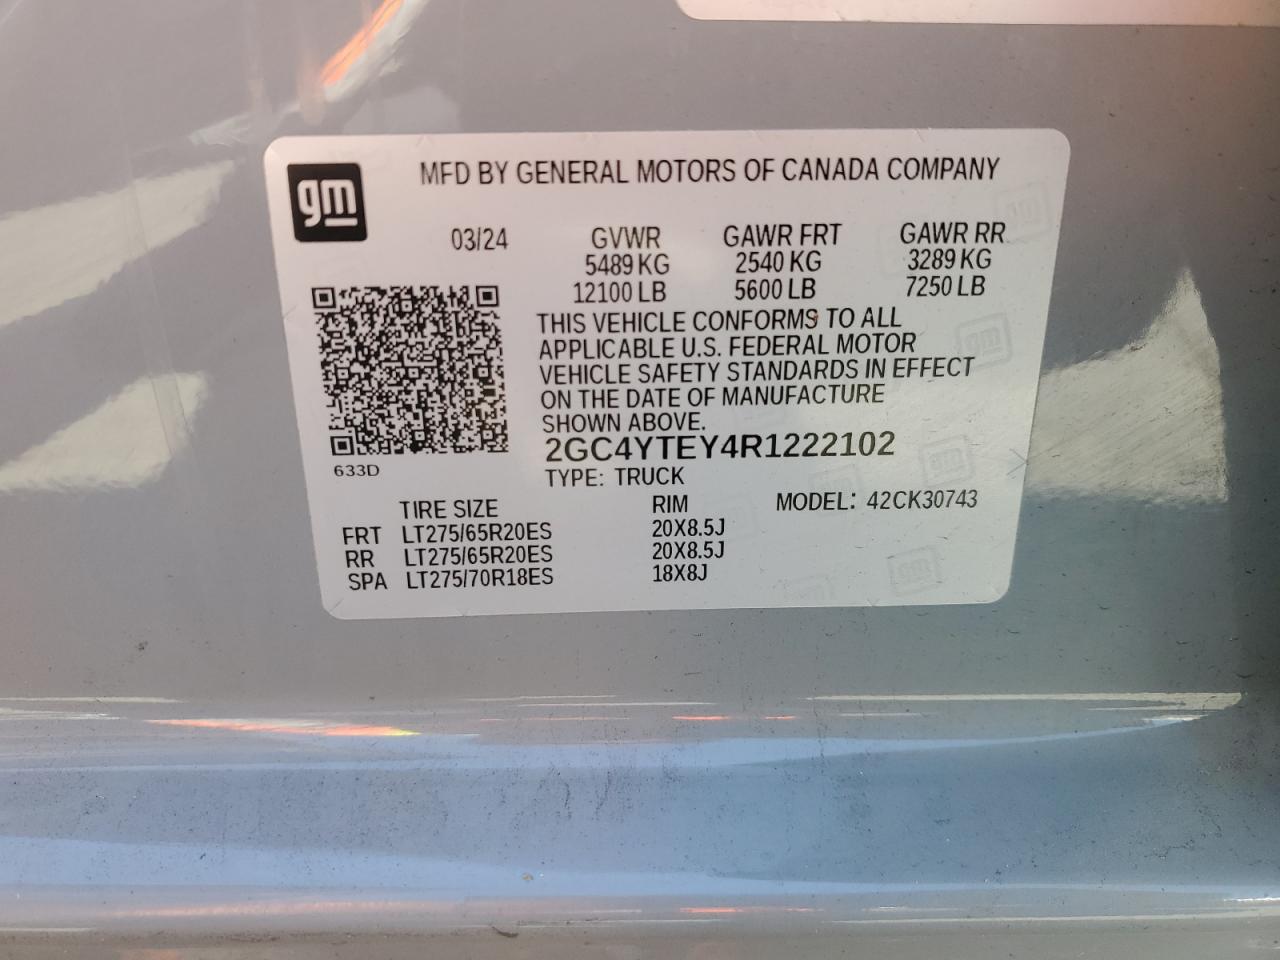 gm
MFD BY GENERAL MOTORS OF CANADA COMPANY
03/24 GVWR GAWR FRT GAWR RR
5489 KG 2540 KG 3289 KG
12100 LB 5600 LB 7250 LB
THIS VEHICLE CONFORMS TO ALL
APPLICABLE U.S. FEDERAL MOTOR
VEHICLE SAFETY STANDARDS IN EFFECT
ON THE DATE OF MANUFACTURE
SHOWN ABOVE.
2GC4YTEY4R1222102
633D
TYPE: TRUCK
TIRE SIZE RIM MODEL: 42CK30743
FRT LT275/65R20ES 20X8.5J
RR LT275/65R20ES 20X8.5J
SPA LT275/70R18ES 18X8J